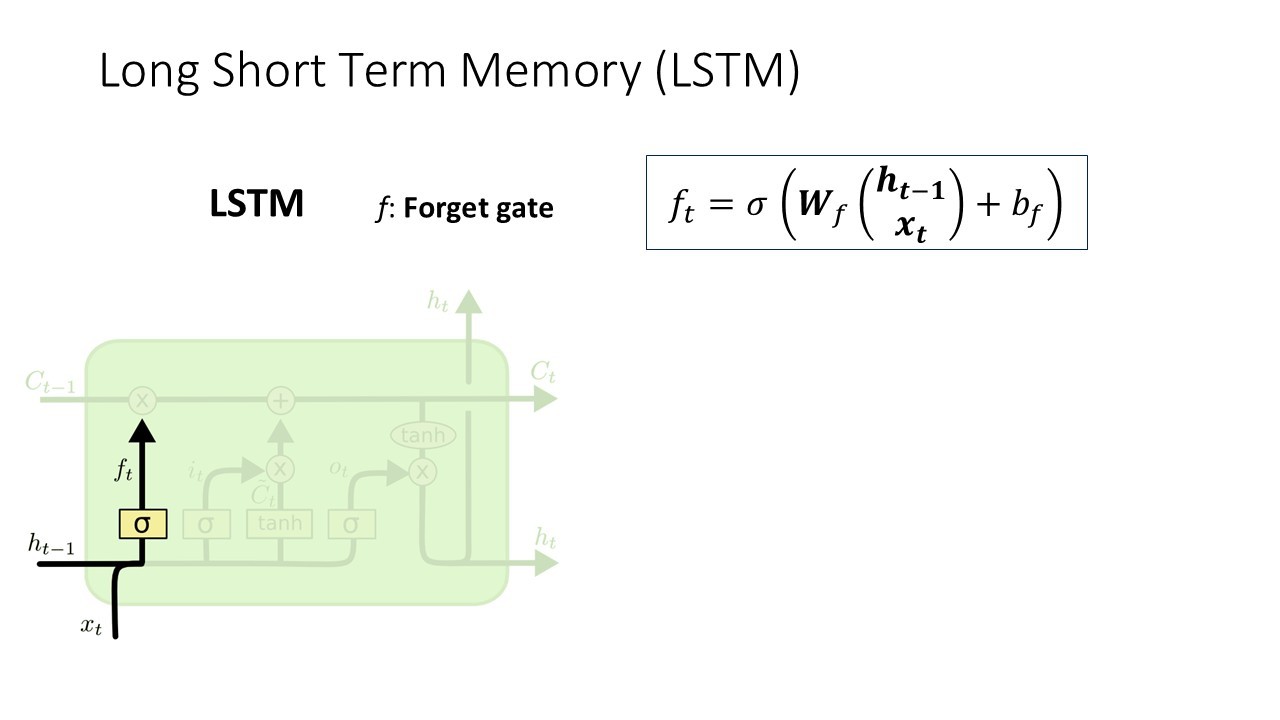 Long Short Term Memory (LSTM)
LSTM
f: Forget gate
f_t = σ ( W_f ( h_{t−1} x_t ) + b_f )
h_t
C_{t−1}
C_t
x
+
tanh
f_t
i_t
x
o_t
x
C̃_t
σ
σ
tanh
σ
h_{t−1}
h_t
x_t